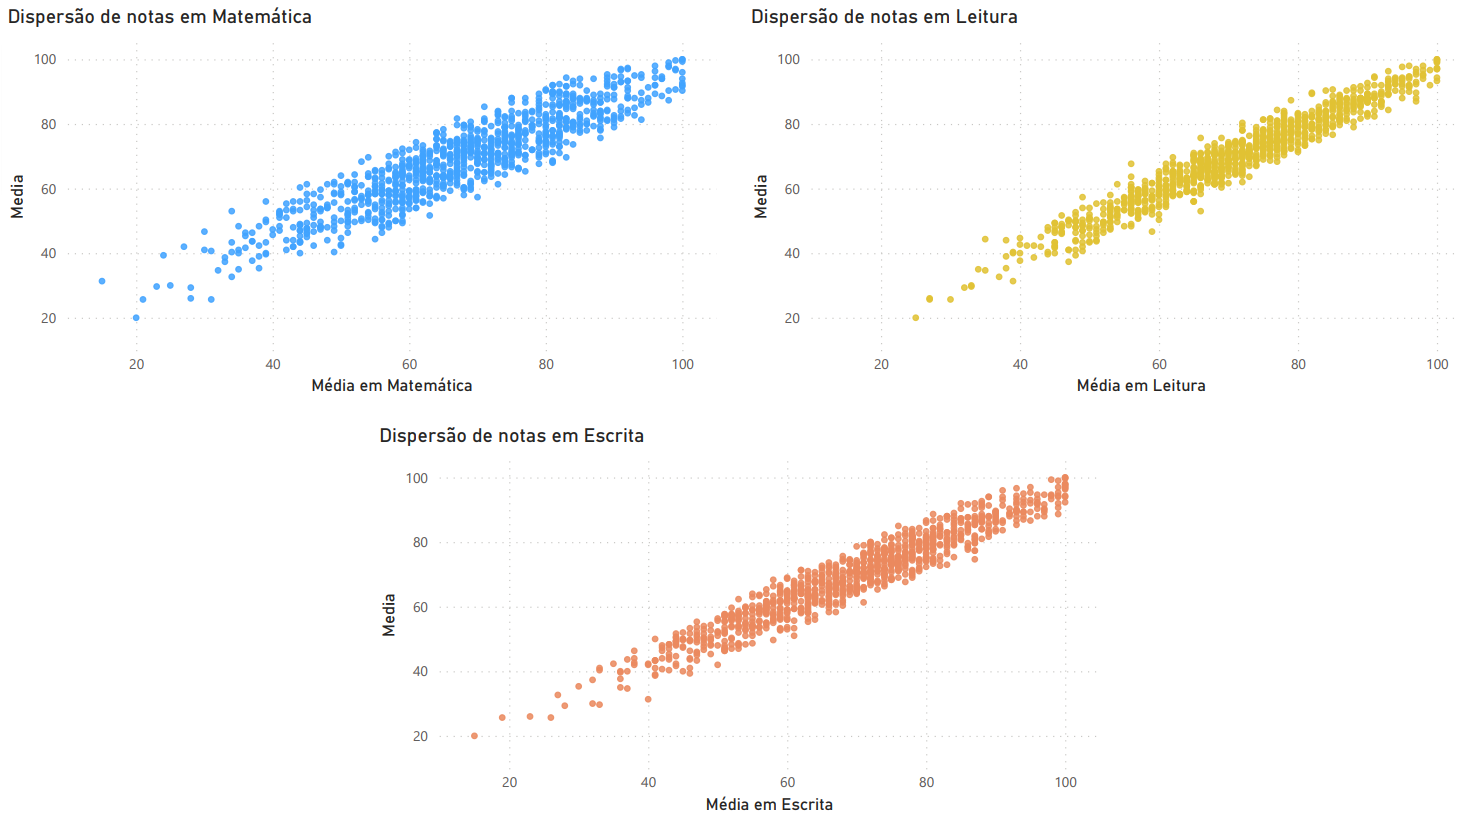 Dispersão de notas em Matemática
100
80
60
40
20
Media
20 40 60 80 100
Média em Matemática
Dispersão de notas em Leitura
100
80
60
40
20
Media
20 40 60 80 100
Média em Leitura
Dispersão de notas em Escrita
100
80
60
40
20
Media
20 40 60 80 100
Média em Escrita